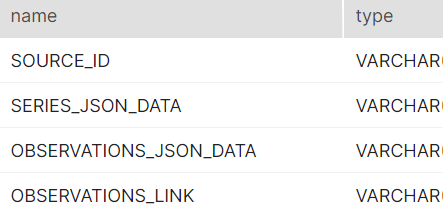 name type
SOURCE_ID VARCHAR
SERIES_JSON_DATA VARCHAR
OBSERVATIONS_JSON_DATA VARCHAR
OBSERVATIONS_LINK VARCHAR